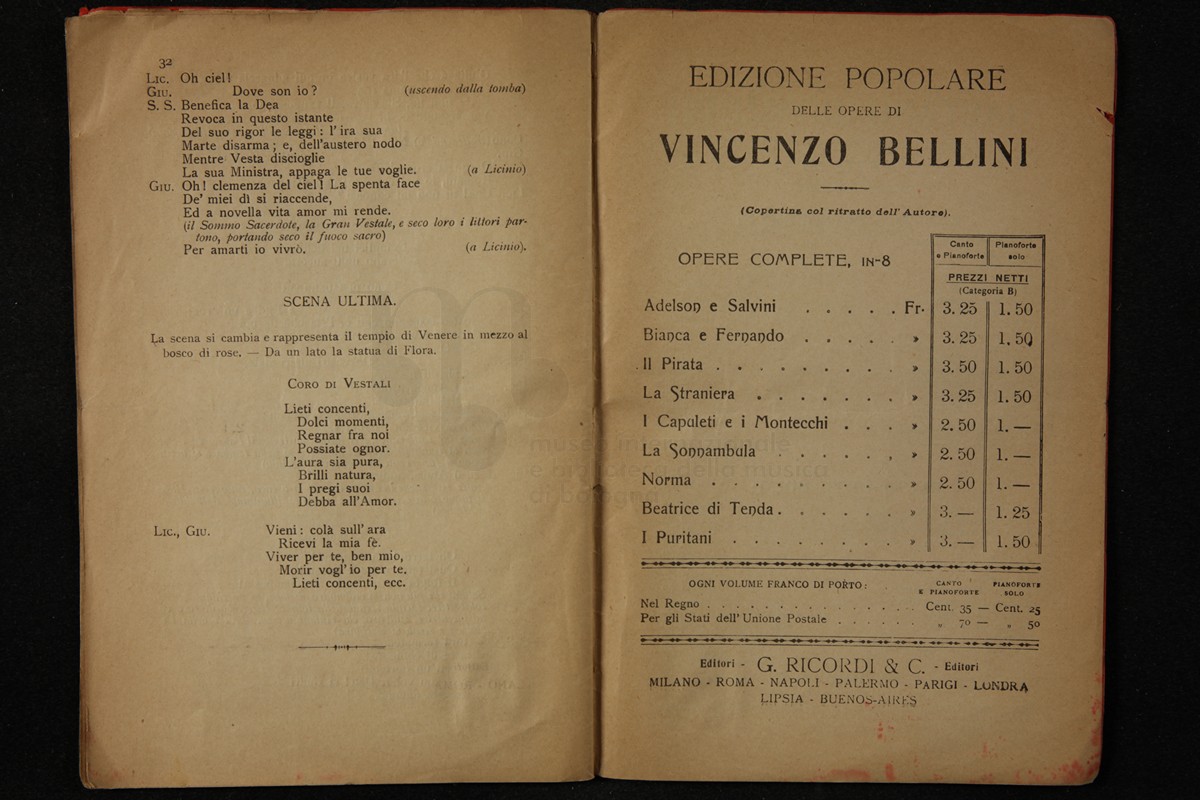 32
LIC. Oh ciel!
GIU. Dove son io? (uscendo dalla tomba)
S. S. Benefica la Dea
Revoca in questo istante
Del suo rigor le leggi: l'ira sua
Marte disarma; e, dell'austero nodo
Mentre Vesta discioglie
La sua Ministra, appaga le tue voglie. (a Licinio)
GIU. Oh! clemenza del ciel! La spenta face
De' miei dì si riaccende,
Ed a novella vita amor mi rende.
(il Sommo Sacerdote, la Gran Vestale, e seco loro i littori par-
tono, portando seco il fuoco sacro)
Per amarti io vivrò. (a Licinio).
SCENA ULTIMA.
La scena si cambia e rappresenta il tempio di Venere in mezzo al
bosco di rose. — Da un lato la statua di Flora.
CORO DI VESTALI
Lieti concenti,
Dolci momenti,
Regnar fra noi
Possiate ognor.
L'aura sia pura,
Brilli natura,
I pregi suoi
Debba all'Amor.
LIC., GIU. Vieni: colà sull'ara
Ricevi la mia fè.
Viver per te, ben mio,
Morir vogl'io per te.
Lieti concenti, ecc.
EDIZIONE POPOLARE
DELLE OPERE DI
VINCENZO BELLINI
(Copertina col ritratto dell'Autore).
OPERE COMPLETE, IN-8
Canto e Pianoforte
Pianoforte solo
PREZZI NETTI
(Categoria B)
Adelson e Salvini . . . . . Fr. 3.25 1.50
Bianca e Fernando . . . . . » 3.25 1.50
Il Pirata . . . . . . . . . » 3.50 1.50
La Straniera . . . . . . . » 3.25 1.50
I Capuleti e i Montecchi . . . » 2.50 1.—
La Sonnambula . . . . . . » 2.50 1.—
Norma . . . . . . . . . » 2.50 1.—
Beatrice di Tenda . . . . . . » 3.— 1.25
I Puritani . . . . . . . . » 3.— 1.50
OGNI VOLUME FRANCO DI PORTO: CANTO E PIANOFORTE PIANOFORTE SOLO
Nel Regno . . . . . . . . . . . . . . . Cent. 35 — Cent. 25
Per gli Stati dell'Unione Postale . . . . . . „ 70 — „ 50
Editori - G. RICORDI & C. - Editori
MILANO - ROMA - NAPOLI - PALERMO - PARIGI - LONDRA
LIPSIA - BUENOS-AIRES